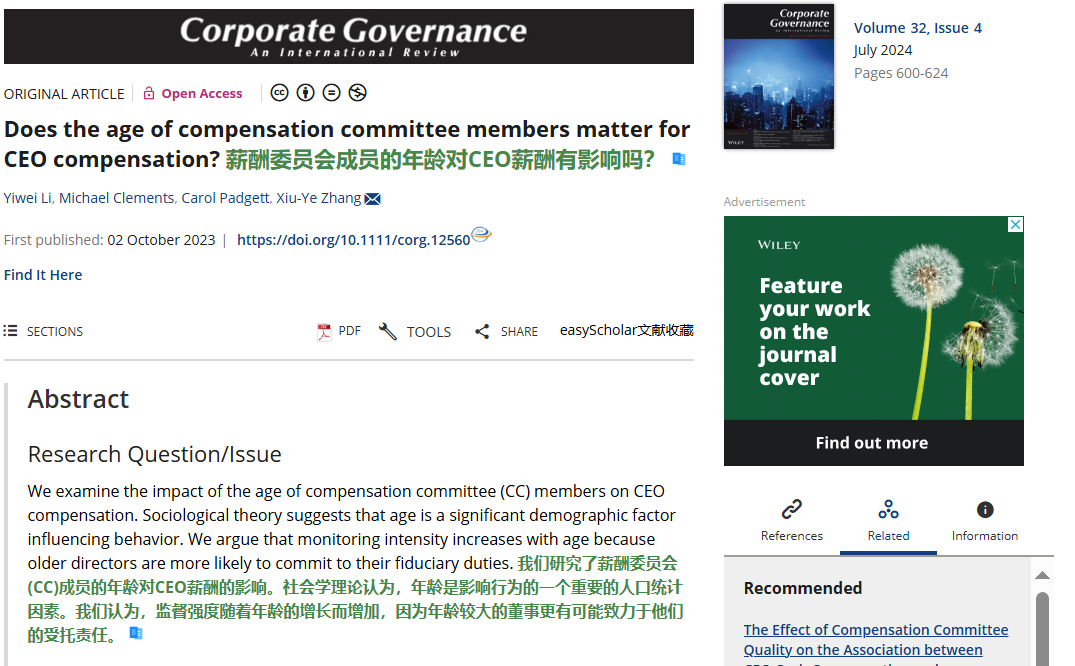 Corporate Governance
An International Review
ORIGINAL ARTICLE
Open Access
Does the age of compensation committee members matter for
CEO compensation? 薪酬委员会成员的年龄对CEO薪酬有影响吗？
Yiwei Li, Michael Clements, Carol Padgett, Xiu-Ye Zhang
First published: 02 October 2023 | https://doi.org/10.1111/corg.12560
Find It Here
SECTIONS
PDF
TOOLS
SHARE
easyScholar文献收藏
Abstract
Research Question/Issue
We examine the impact of the age of compensation committee (CC) members on CEO
compensation. Sociological theory suggests that age is a significant demographic factor
influencing behavior. We argue that monitoring intensity increases with age because
older directors are more likely to commit to their fiduciary duties. 我们研究了薪酬委员会
(CC)成员的年龄对CEO薪酬的影响。社会学理论认为，年龄是影响行为的一个重要的人口统计
因素。我们认为，监督强度随着年龄的增长而增加，因为年龄较大的董事更有可能致力于他们
的受托责任。
Corporate
Governance
WILEY
Volume 32, Issue 4
July 2024
Pages 600-624
Advertisement
WILEY
Feature
your work
on the
journal
cover
Find out more
References
Related
Information
Recommended
The Effect of Compensation Committee
Quality on the Association between